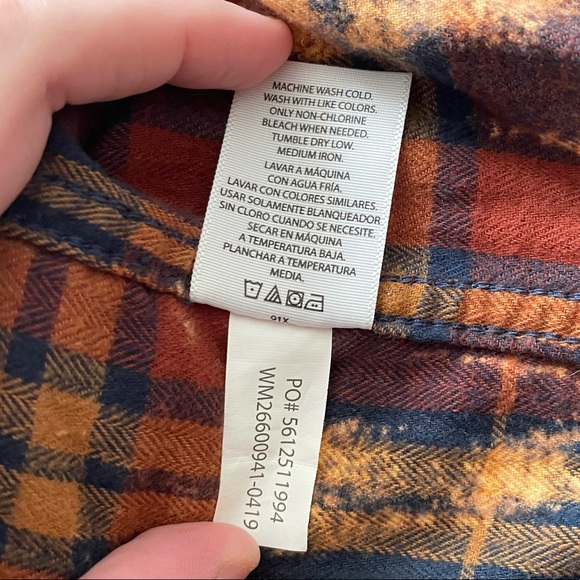 MACHINE WASH COLD.
WASH WITH LIKE COLORS.
ONLY NON-CHLORINE
BLEACH WHEN NEEDED.
TUMBLE DRY LOW.
MEDIUM IRON.
LAVAR A MÁQUINA
CON AGUA FRÍA.
LAVAR CON COLORES SIMILARES.
USAR SOLAMENTE BLANQUEADOR
SIN CLORO CUANDO SE NECESITE.
SECAR EN MÁQUINA
A TEMPERATURA BAJA.
PLANCHAR A TEMPERATURA
MEDIA.
91X
PO# 5612511994
WM26600941-0419